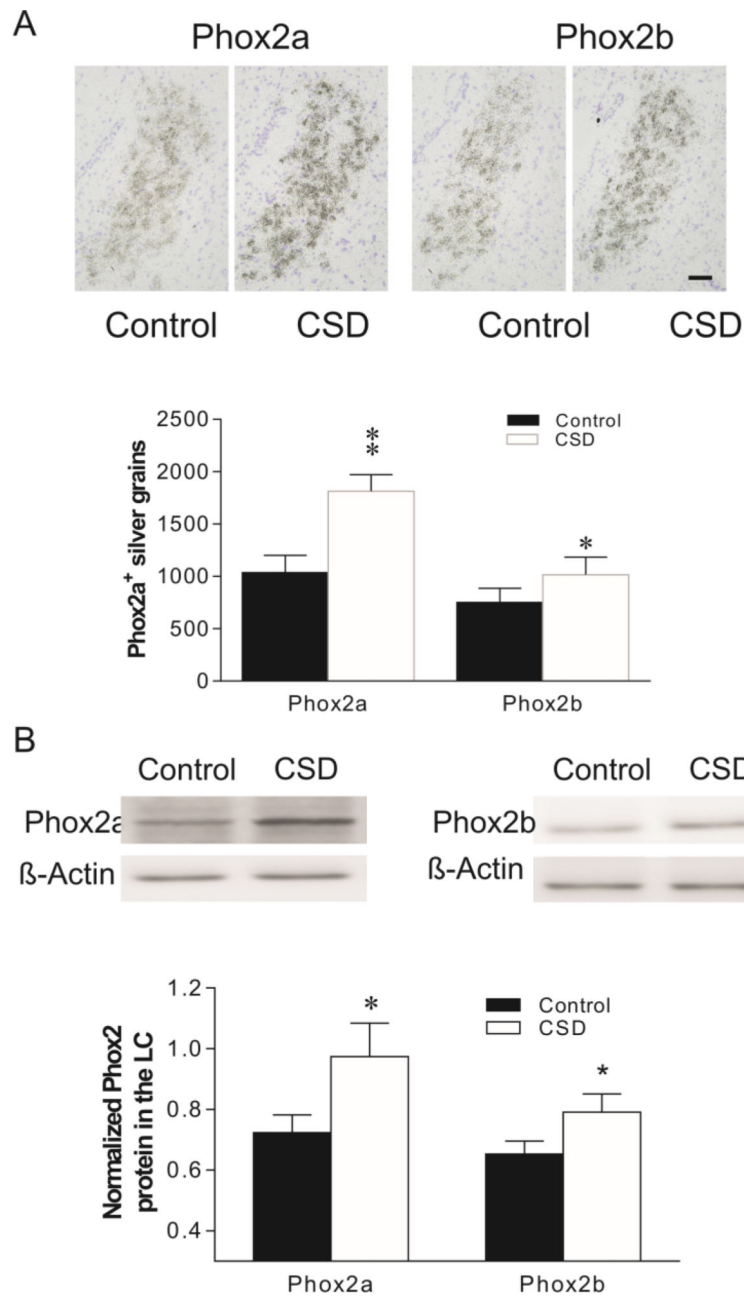 A
Phox2a Phox2b
Control CSD Control CSD
Phox2a⁺ silver grains
2500
2000
1500
1000
500
0
**
*
Control
CSD
Phox2a Phox2b
B
Control CSD Control CSD
Phox2a Phox2b
ß-Actin ß-Actin
Normalized Phox2
protein in the LC
1.2
1.0
0.8
0.6
0.4
*
*
Control
CSD
Phox2a Phox2b